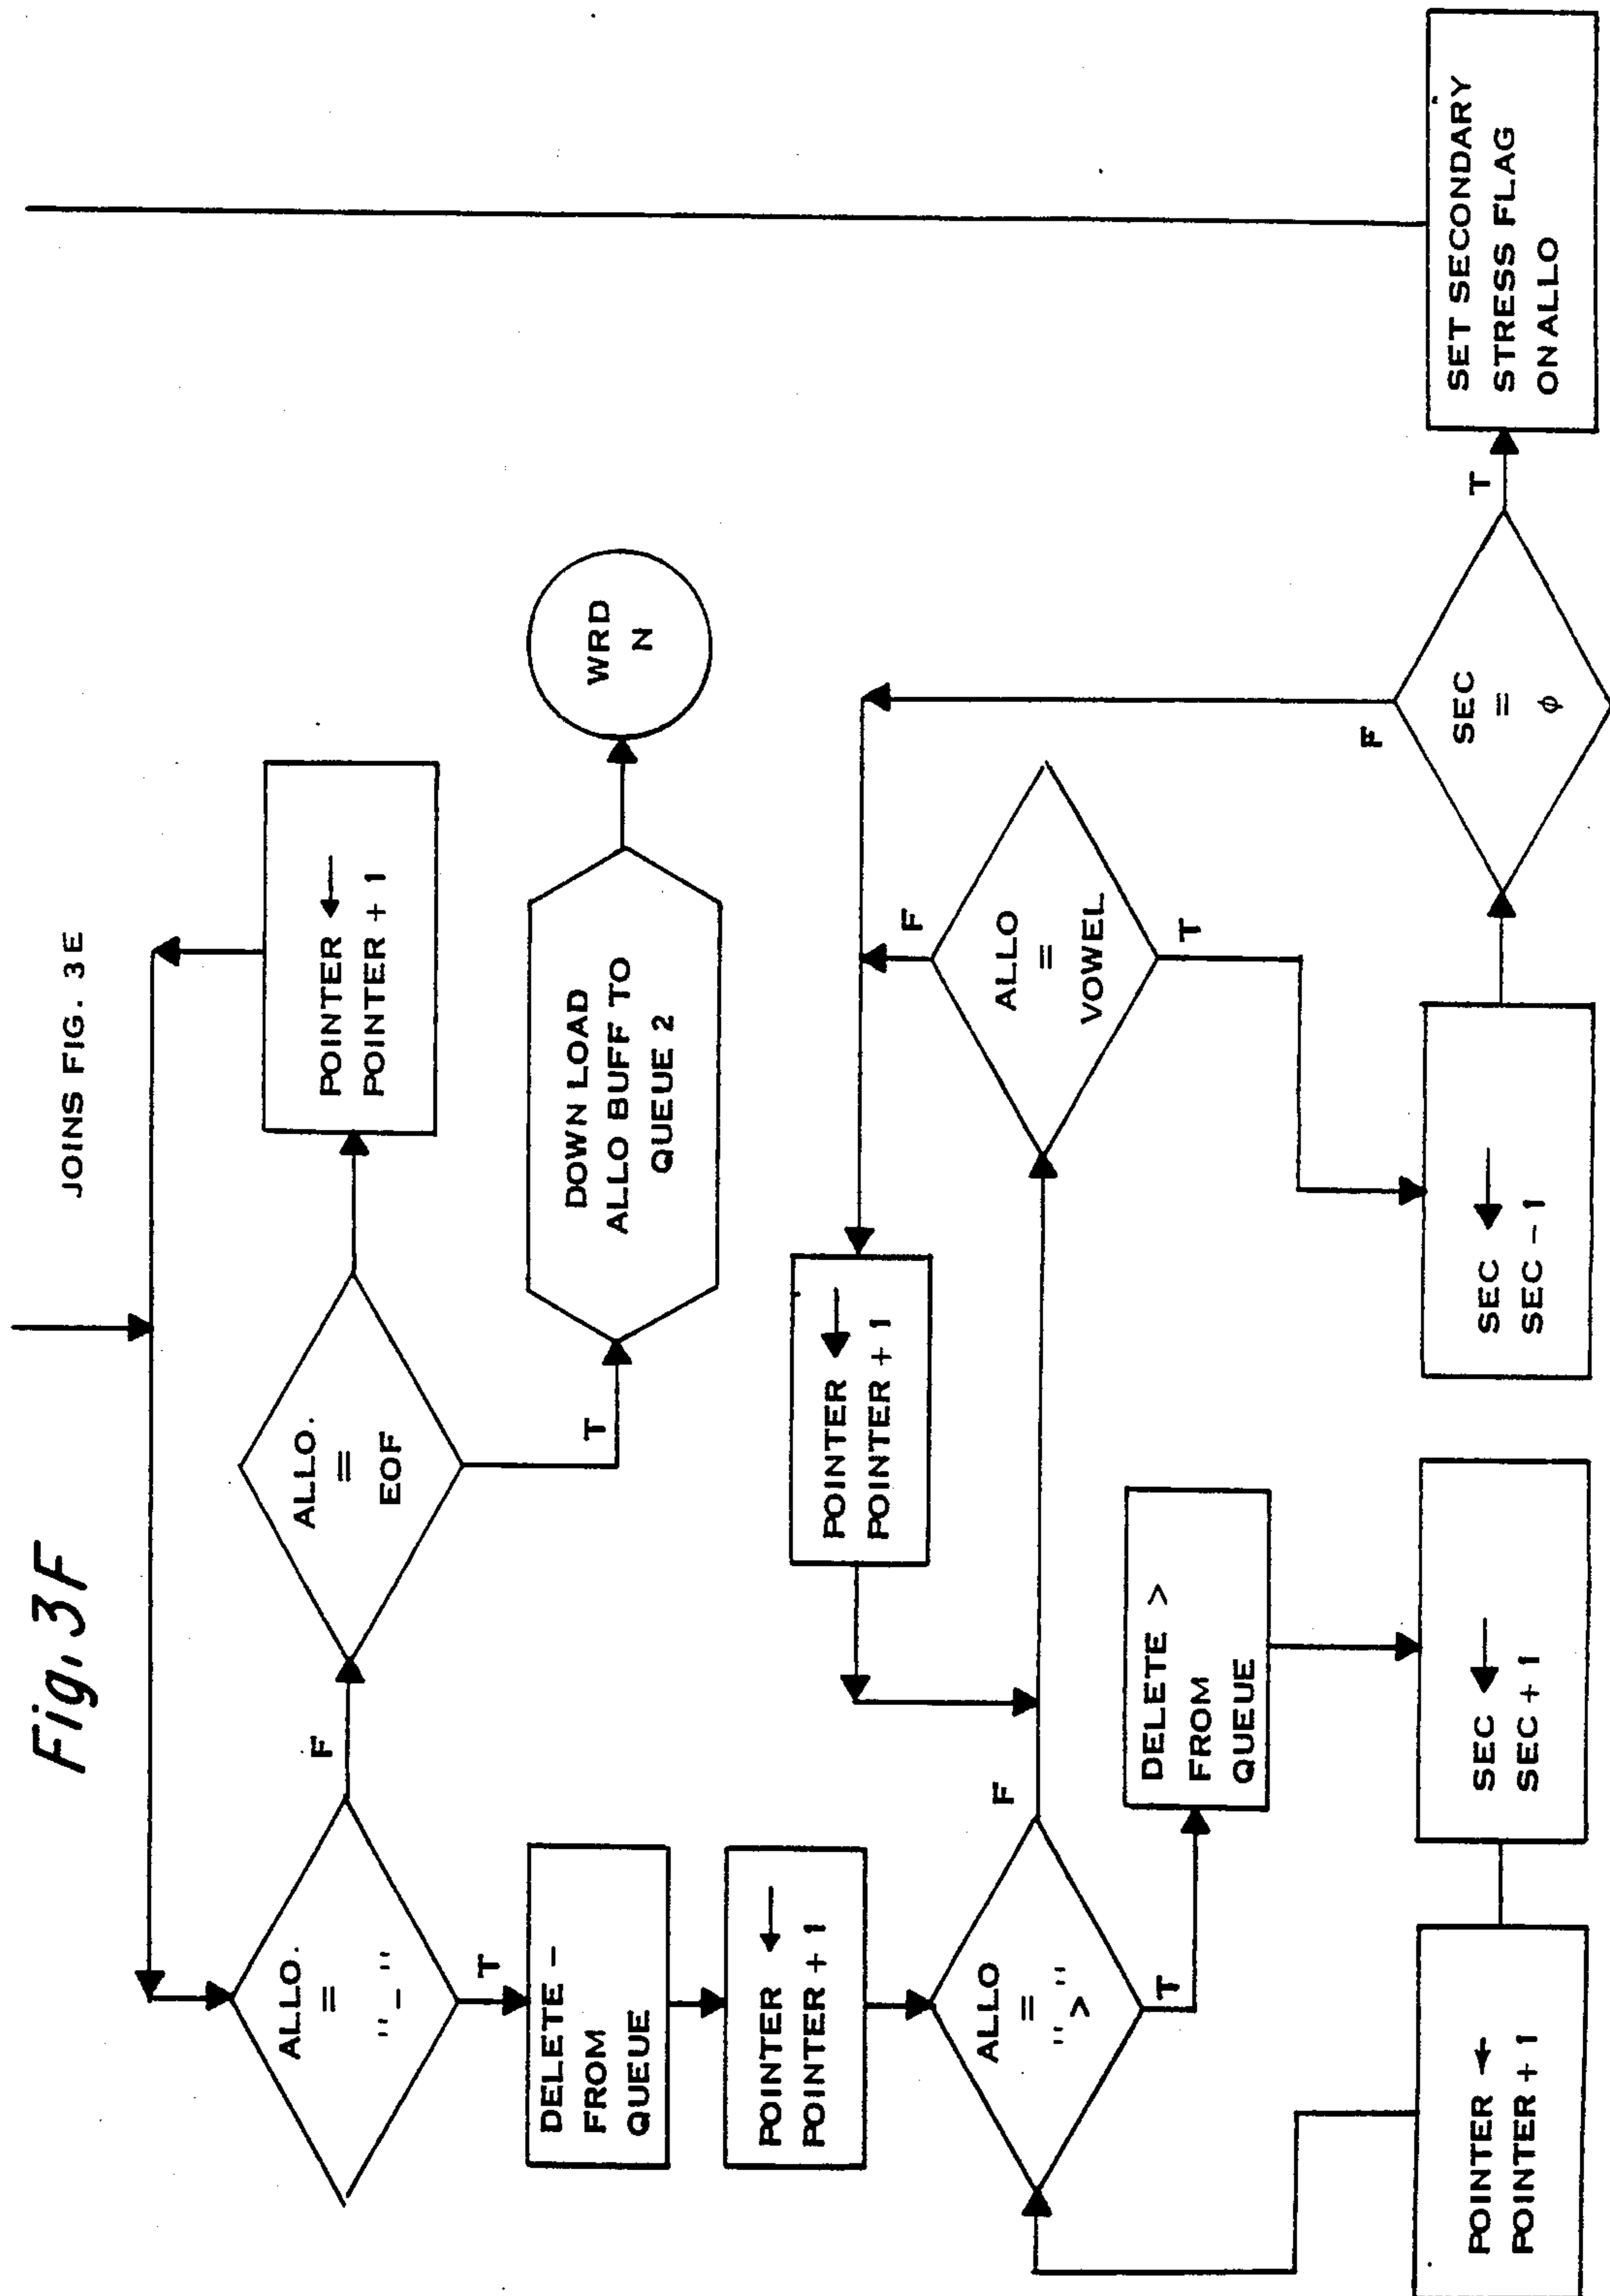 Fig. 3F
JOINS FIG. 3E
ALLO.
=
"-"
F
T
ALLO.
=
EOF
T
POINTER ←
POINTER + 1
DELETE -
FROM
QUEUE
DOWN LOAD
ALLO BUFF TO
QUEUE 2
WRD
N
POINTER ←
POINTER + 1
ALLO
=
">"
F
T
POINTER ←
POINTER + 1
ALLO
=
VOWEL
F
T
DELETE >
FROM
QUEUE
POINTER ←
POINTER + 1
SEC ←
SEC + 1
SEC ←
SEC - 1
SEC
=
ϕ
F
T
SET SECONDARY
STRESS FLAG
ON ALLO